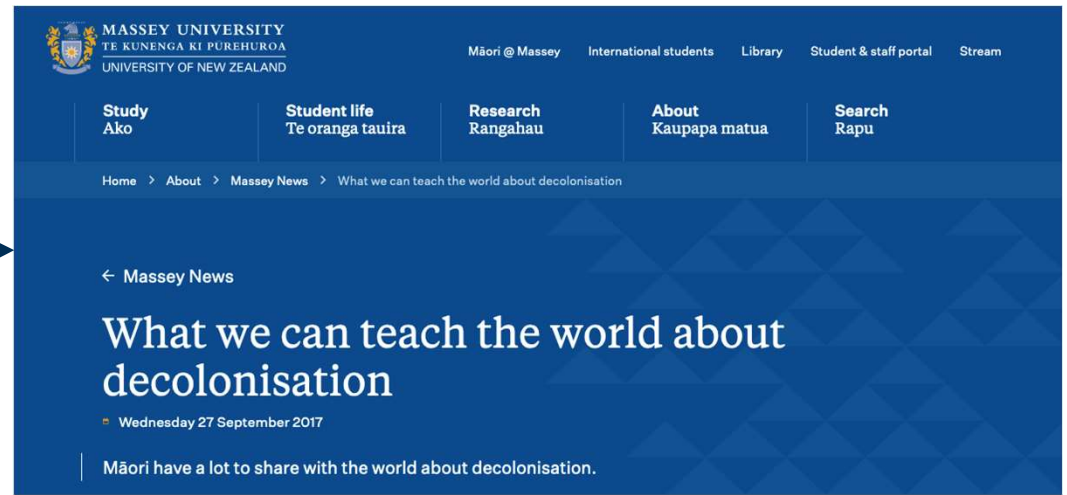 MASSEY UNIVERSITY
TE KUNENGA KI PŪREHUROA
UNIVERSITY OF NEW ZEALAND
Māori @ Massey International students Library Student & staff portal Stream
Study Student life Research About Search
Ako Te oranga tauira Rangahau Kaupapa matua Rapu
Home > About > Massey News > What we can teach the world about decolonisation
← Massey News
What we can teach the world about
decolonisation
Wednesday 27 September 2017
Māori have a lot to share with the world about decolonisation.